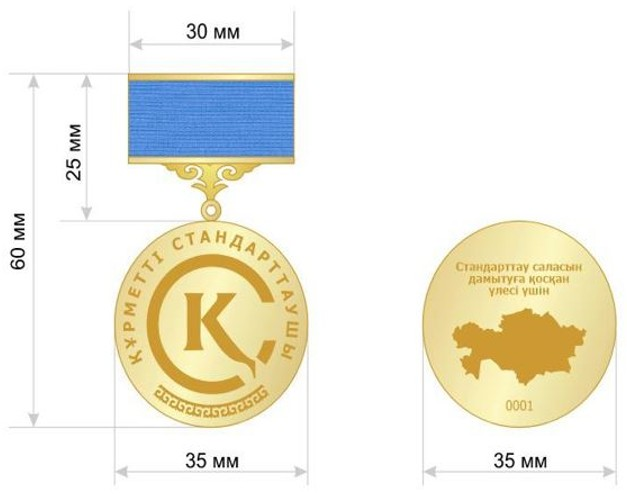 30 мм
25 мм
60 мм
ҚҰРМЕТТІ СТАНДАРТТАУШЫ
Қ
35 мм
Стандарттау саласын
дамытуға қосқан
үлесі үшін
0001
35 мм